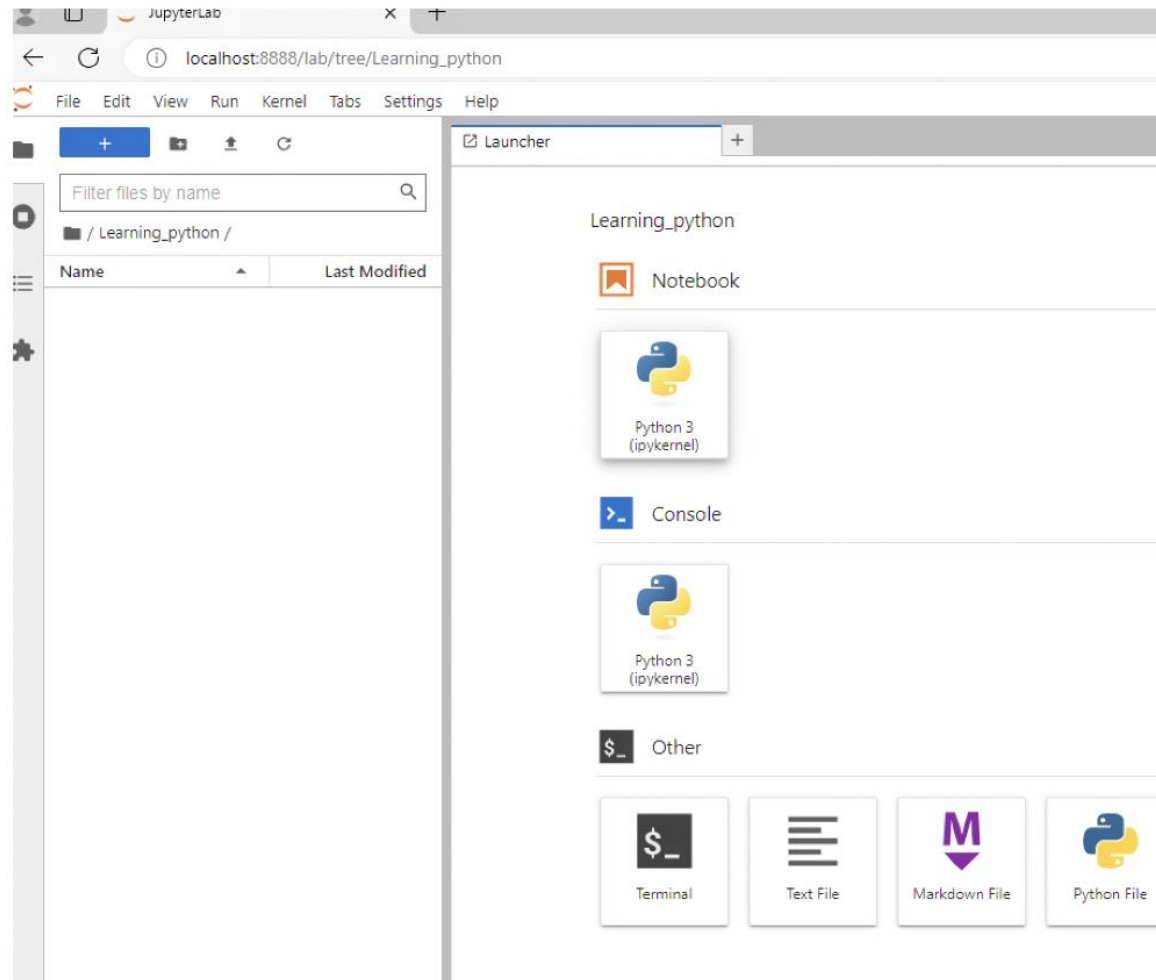 JupyterLab
localhost:8888/lab/tree/Learning_python
File Edit View Run Kernel Tabs Settings Help
Launcher
Filter files by name
/ Learning_python /
Name Last Modified
Learning_python
Notebook
Python 3
(ipykernel)
Console
Python 3
(ipykernel)
$_ Other
$_
M
Terminal Text File Markdown File Python File